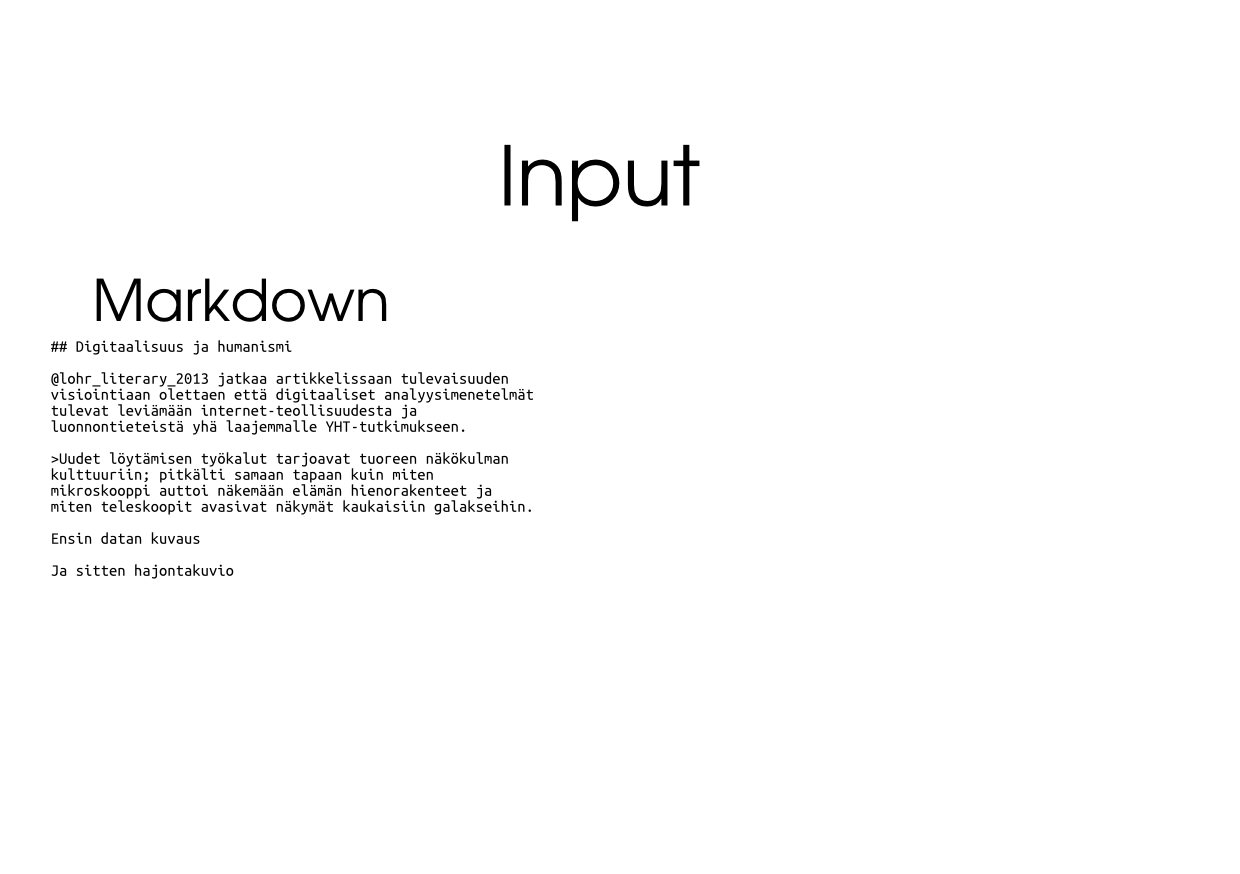 Input
Markdown
## Digitaalisuus ja humanismi
@lohr_literary_2013 jatkaa artikkelissaan tulevaisuuden
visiointiaan olettaen että digitaaliset analyysimenetelmät
tulevat leviämään internet-teollisuudesta ja
luonnontieteistä yhä laajemmalle YHT-tutkimukseen.
>Uudet löytämisen työkalut tarjoavat tuoreen näkökulman
kulttuuriin; pitkälti samaan tapaan kuin miten
mikroskooppi auttoi näkemään elämän hienorakenteet ja
miten teleskoopit avasivat näkymät kaukaisiin galakseihin.
Ensin datan kuvaus
Ja sitten hajontakuvio